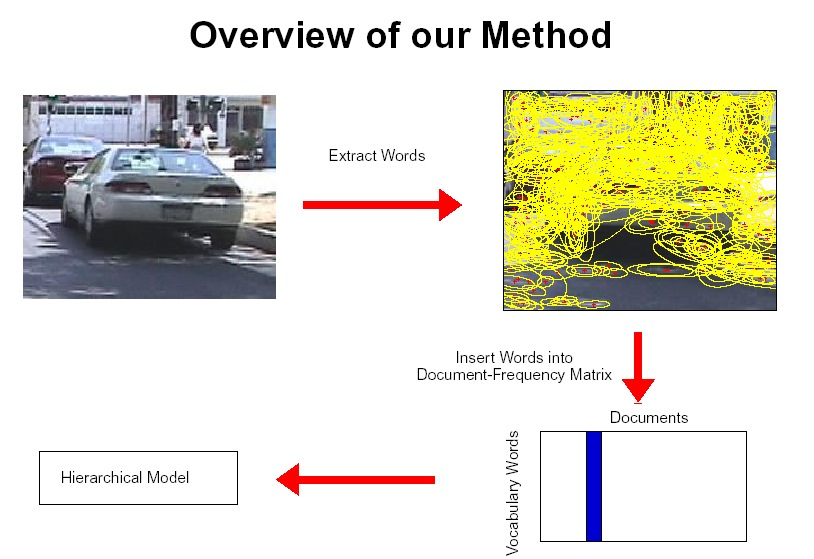 Overview of our Method
Extract Words
Insert Words into
Document-Frequency Matrix
Documents
Vocabulary Words
Hierarchical Model